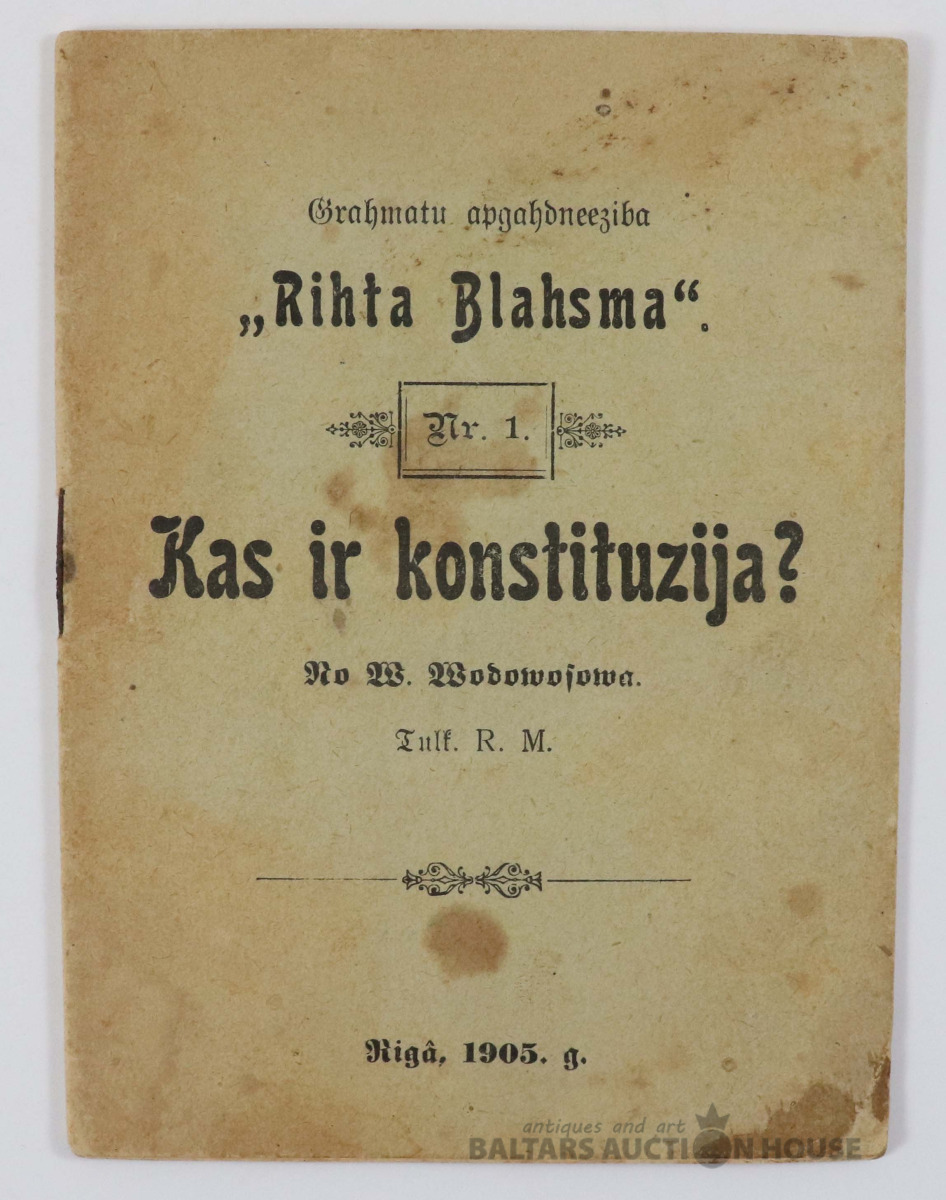 Grahmatu apgahdneeziba
„Rihta Blahsma“.
Nr. 1.
Kas ir konstituzija?
No W. Wodowoſowa.
Tulk. R. M.
Rigâ, 1905. g.
antiques and art
BALTARS AUCTION HOUSE